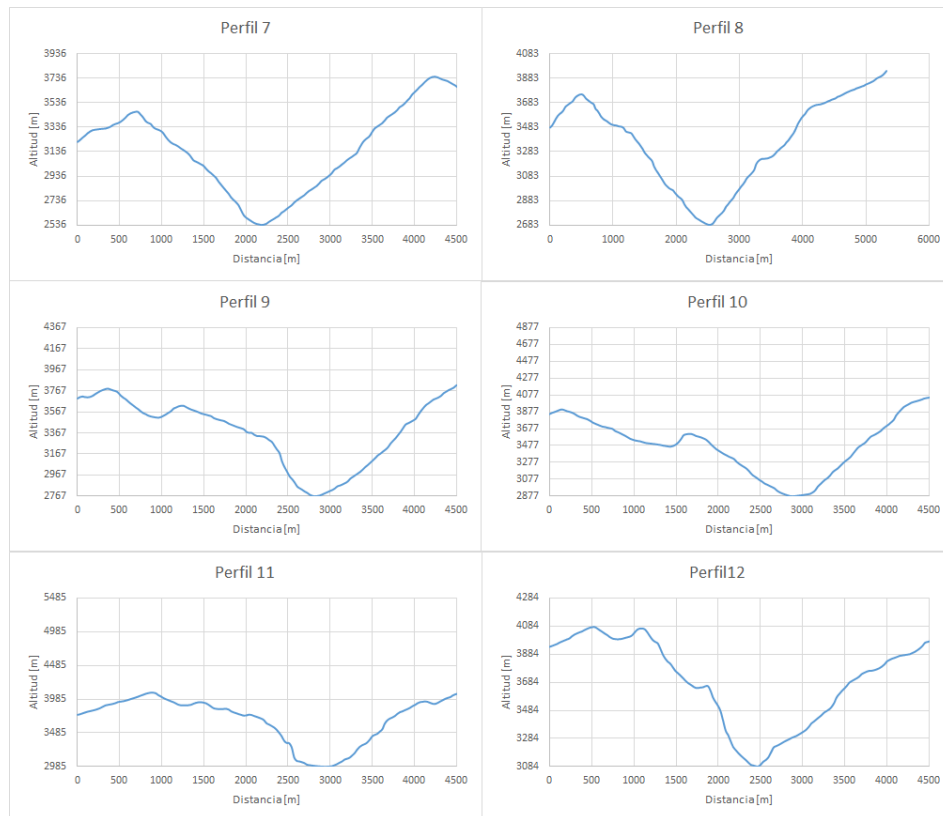 Perfil 7
3936
3736
3536
3336
3136
2936
2736
2536
Altitud [m]
0 500 1000 1500 2000 2500 3000 3500 4000 4500
Distancia [m]
Perfil 8
4083
3883
3683
3483
3283
3083
2883
2683
Altitud [m]
0 1000 2000 3000 4000 5000 6000
Distancia [m]
Perfil 9
4367
4167
3967
3767
3567
3367
3167
2967
2767
Altitud [m]
0 500 1000 1500 2000 2500 3000 3500 4000 4500
Distancia [m]
Perfil 10
4877
4677
4477
4277
4077
3877
3677
3477
3277
3077
2877
Altitud [m]
0 500 1000 1500 2000 2500 3000 3500 4000 4500
Distancia [m]
Perfil 11
5485
4985
4485
3985
3485
2985
Altitud [m]
0 500 1000 1500 2000 2500 3000 3500 4000 4500
Distancia [m]
Perfil12
4284
4084
3884
3684
3484
3284
3084
Altitud [m]
0 500 1000 1500 2000 2500 3000 3500 4000 4500
Distancia [m]